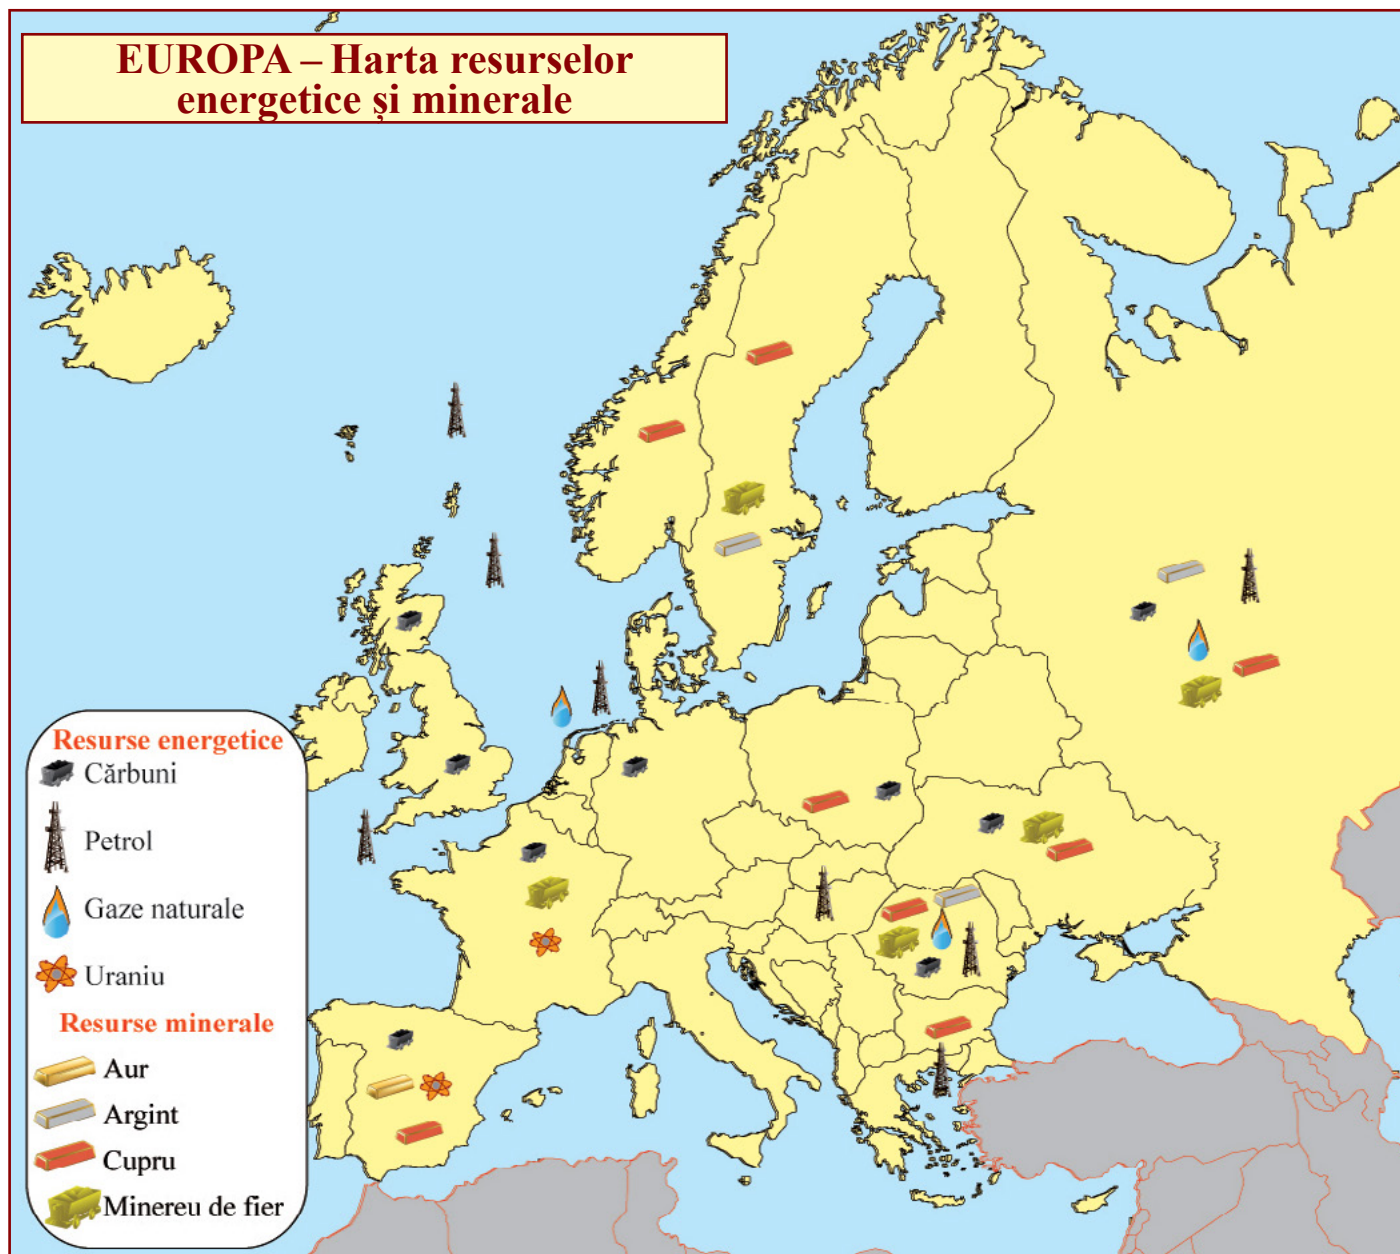 EUROPA – Harta resurselor
energetice și minerale
Resurse energetice
Cărbuni
Petrol
Gaze naturale
Uraniu
Resurse minerale
Aur
Argint
Cupru
Minereu de fier